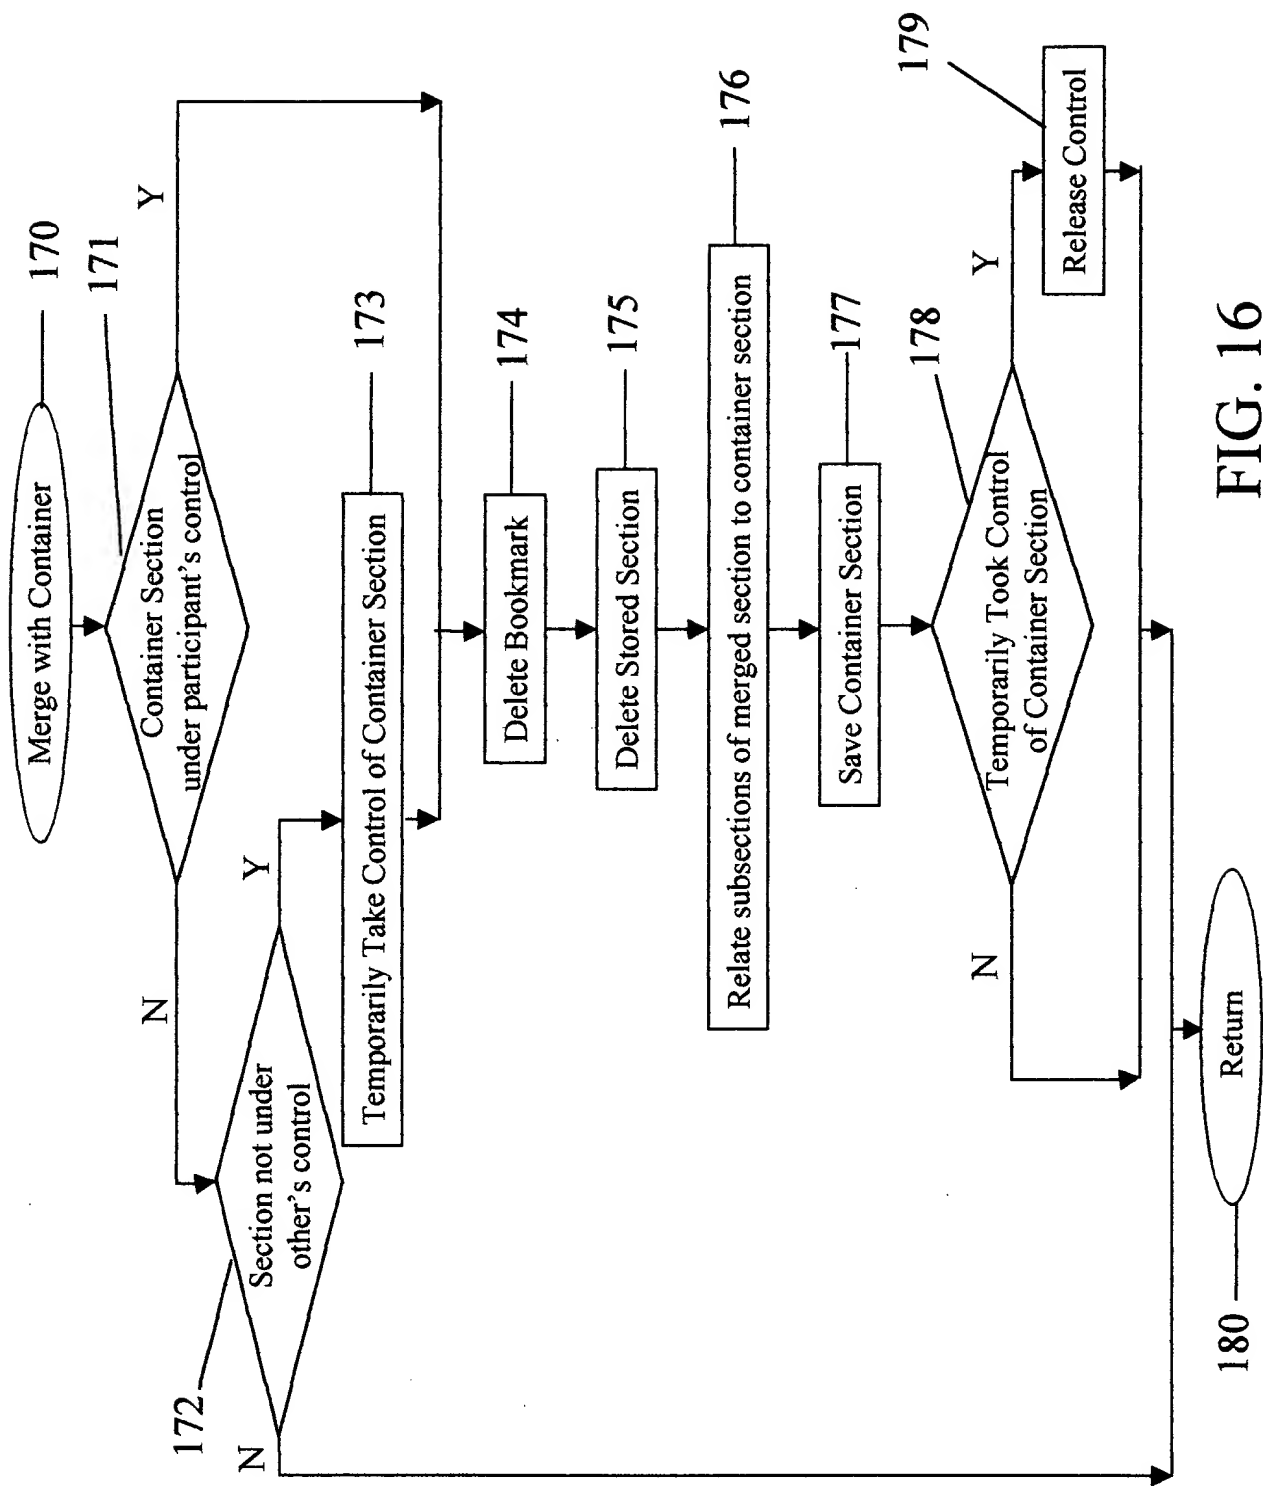 Merge with Container
170
171
Container Section
under participant's control
Y
N
172
Section not under
other's control
Y
N
173
Temporarily Take Control of Container Section
174
Delete Bookmark
175
Delete Stored Section
176
Relate subsections of merged section to container section
177
Save Container Section
178
Temporarily Took Control
of Container Section
Y
N
179
Release Control
180
Return
FIG. 16